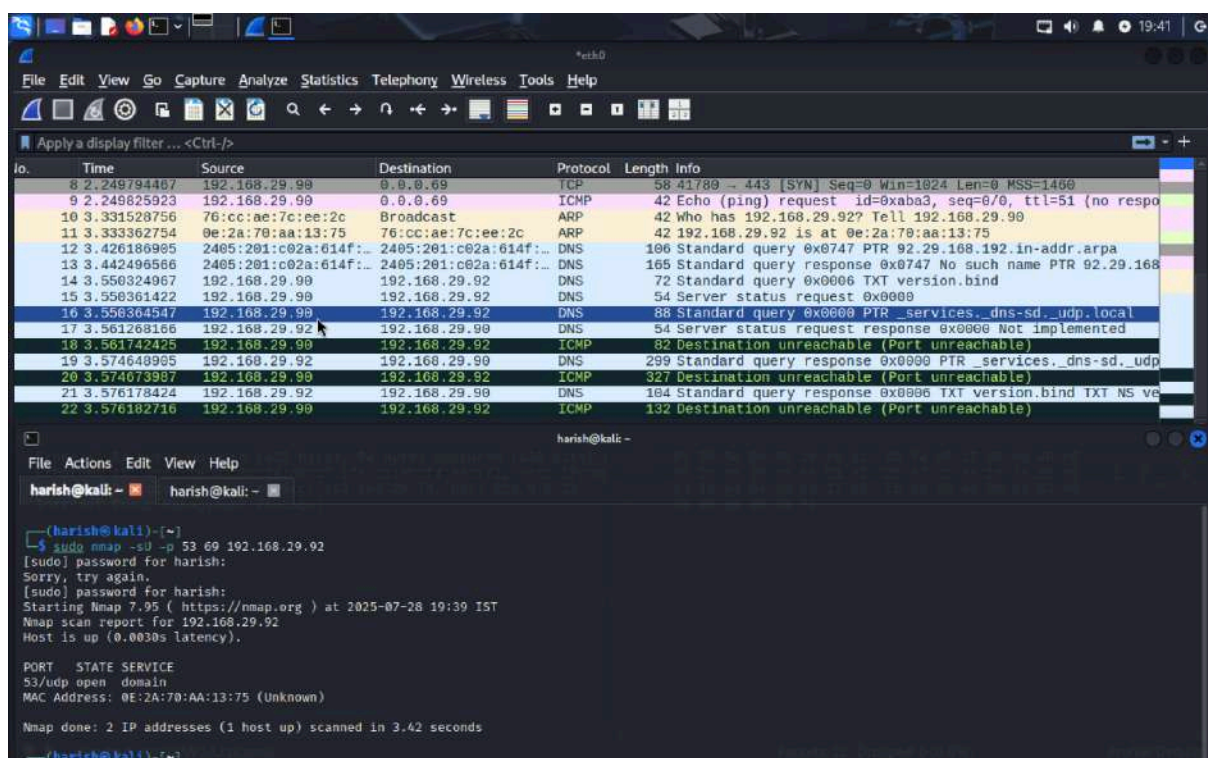 19:41
*eth0
File Edit View Go Capture Analyze Statistics Telephony Wireless Tools Help
Apply a display filter ... <Ctrl-/>
No. Time Source Destination Protocol Length Info
8 2.249794467 192.168.29.90 0.0.0.69 TCP 58 41780 → 443 [SYN] Seq=0 Win=1024 Len=0 MSS=1460
9 2.249825923 192.168.29.90 0.0.0.69 ICMP 42 Echo (ping) request id=0xaba3, seq=0/0, ttl=51 (no respo
10 3.331528756 76:cc:ae:7c:ee:2c Broadcast ARP 42 Who has 192.168.29.92? Tell 192.168.29.90
11 3.333362754 0e:2a:70:aa:13:75 76:cc:ae:7c:ee:2c ARP 42 192.168.29.92 is at 0e:2a:70:aa:13:75
12 3.426186905 2405:201:c02a:614f:… 2405:201:c02a:614f:… DNS 106 Standard query 0x0747 PTR 92.29.168.192.in-addr.arpa
13 3.442496566 2405:201:c02a:614f:… 2405:201:c02a:614f:… DNS 165 Standard query response 0x0747 No such name PTR 92.29.168
14 3.550324967 192.168.29.90 192.168.29.92 DNS 72 Standard query 0x0006 TXT version.bind
15 3.550361422 192.168.29.90 192.168.29.92 DNS 54 Server status request 0x0000
16 3.550364547 192.168.29.90 192.168.29.92 DNS 88 Standard query 0x0000 PTR _services._dns-sd._udp.local
17 3.561268166 192.168.29.92 192.168.29.90 DNS 54 Server status request response 0x0000 Not implemented
18 3.561742425 192.168.29.90 192.168.29.92 ICMP 82 Destination unreachable (Port unreachable)
19 3.574648905 192.168.29.92 192.168.29.90 DNS 299 Standard query response 0x0000 PTR _services._dns-sd._udp
20 3.574673987 192.168.29.90 192.168.29.92 ICMP 327 Destination unreachable (Port unreachable)
21 3.576178424 192.168.29.92 192.168.29.90 DNS 104 Standard query response 0x0006 TXT version.bind TXT NS ve
22 3.576182716 192.168.29.90 192.168.29.92 ICMP 132 Destination unreachable (Port unreachable)
harish@kali: ~
File Actions Edit View Help
harish@kali: ~ harish@kali: ~
(harish㉿kali)-[~]
$ sudo nmap -sU -p 53 69 192.168.29.92
[sudo] password for harish:
Sorry, try again.
[sudo] password for harish:
Starting Nmap 7.95 ( https://nmap.org ) at 2025-07-28 19:39 IST
Nmap scan report for 192.168.29.92
Host is up (0.0030s latency).
PORT STATE SERVICE
53/udp open domain
MAC Address: 0E:2A:70:AA:13:75 (Unknown)
Nmap done: 2 IP addresses (1 host up) scanned in 3.42 seconds
(harish㉿kali)-[~]